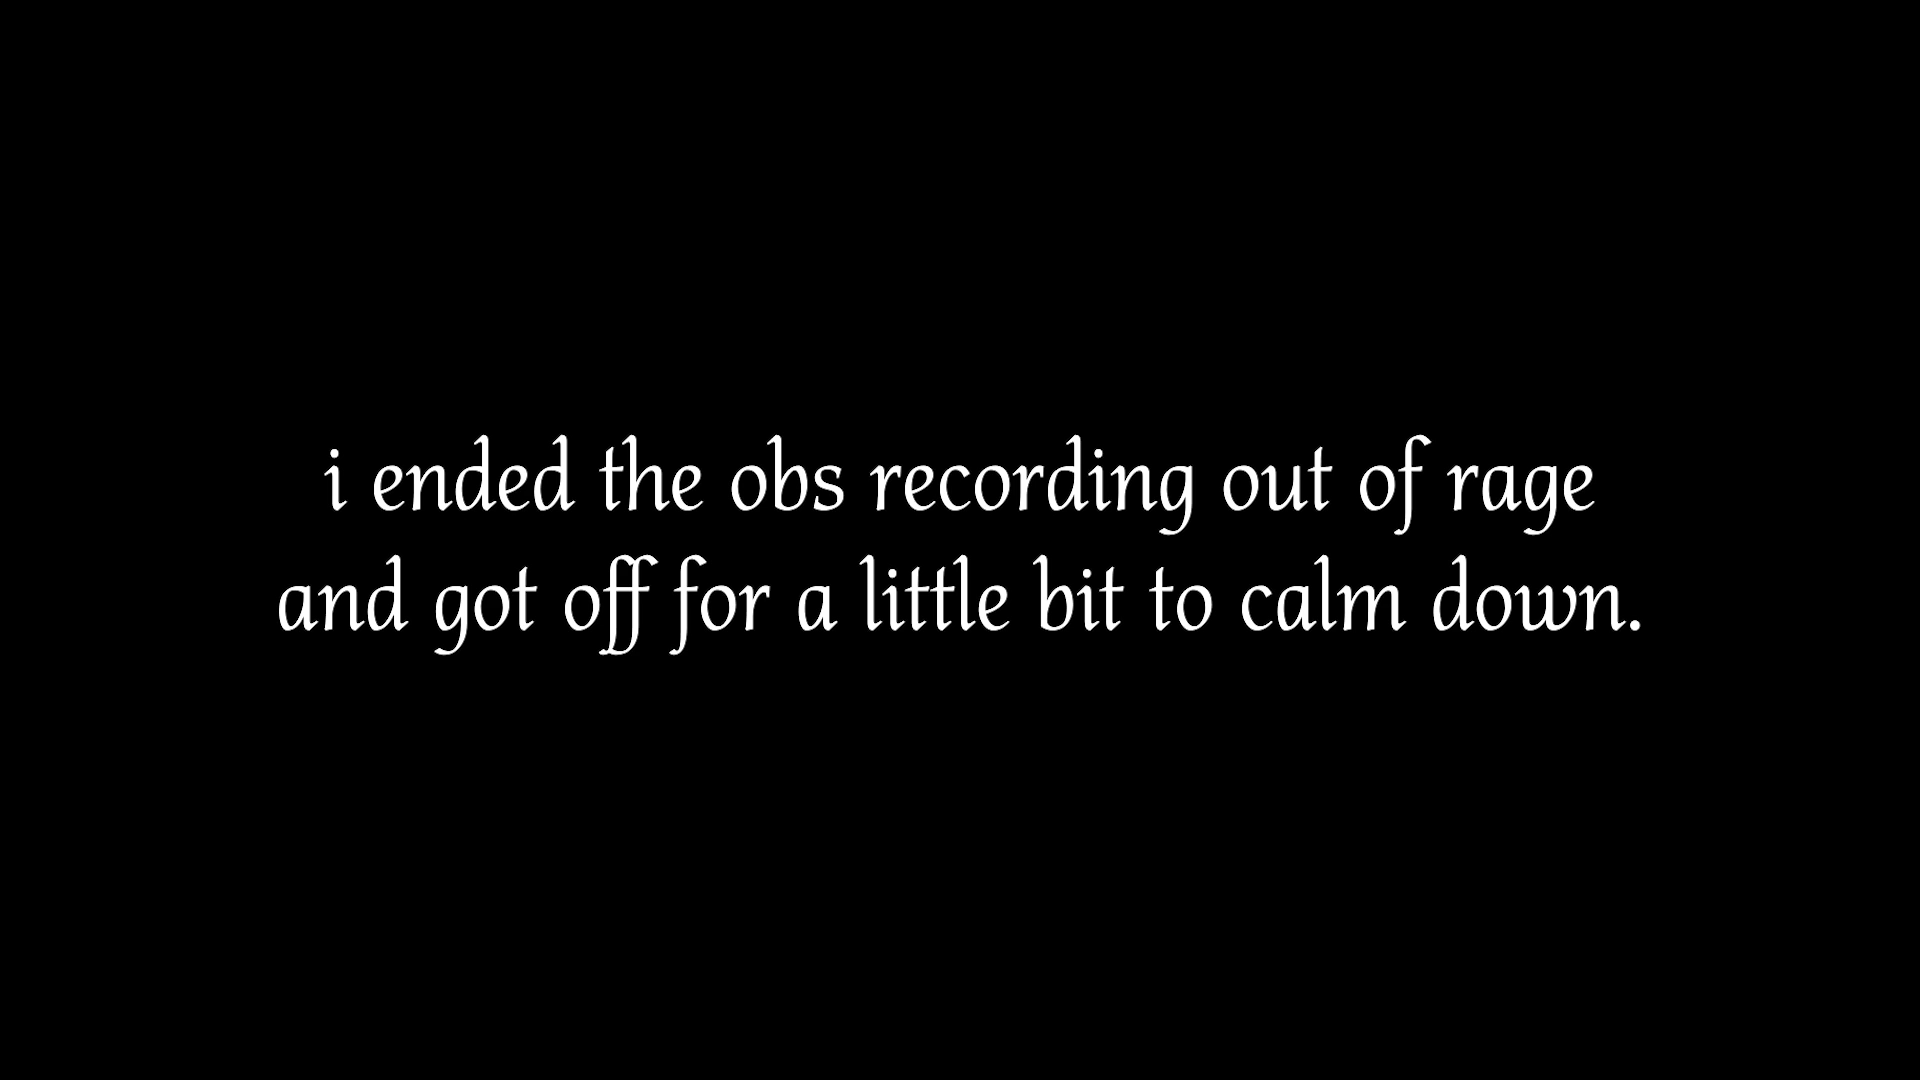 i ended the obs recording out of rage
and got off for a little bit to calm down.